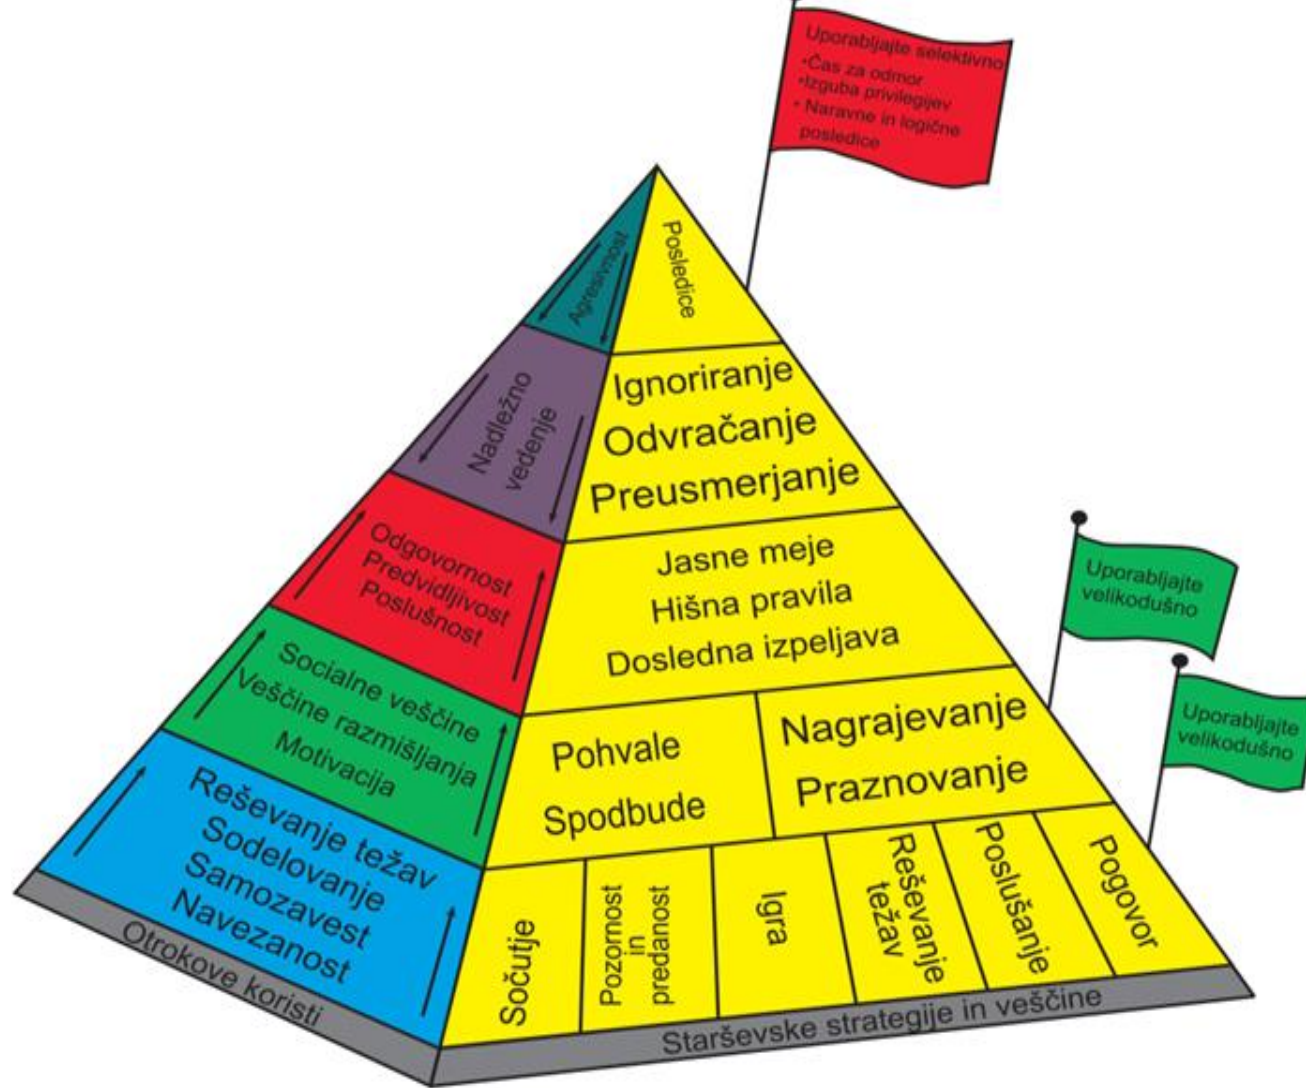 Uporabljajte selektivno
•Čas za odmor
•Izguba privilegijev
• Naravne in logične
posledice
Agresivnost
Posledice
Nadležno
vedenje
Ignoriranje
Odvračanje
Preusmerjanje
Odgovornost
Predvidljivost
Poslušnost
Jasne meje
Hišna pravila
Dosledna izpeljava
Uporabljajte
velikodušno
Socialne veščine
Veščine razmišljanja
Motivacija
Pohvale
Spodbude
Nagrajevanje
Praznovanje
Uporabljajte
velikodušno
Reševanje težav
Sodelovanje
Samozavest
Navezanost
Sočutje
Pozornost
in
predanost
Igra
Reševanje
težav
Poslušanje
Pogovor
Otrokove koristi
Starševske strategije in veščine